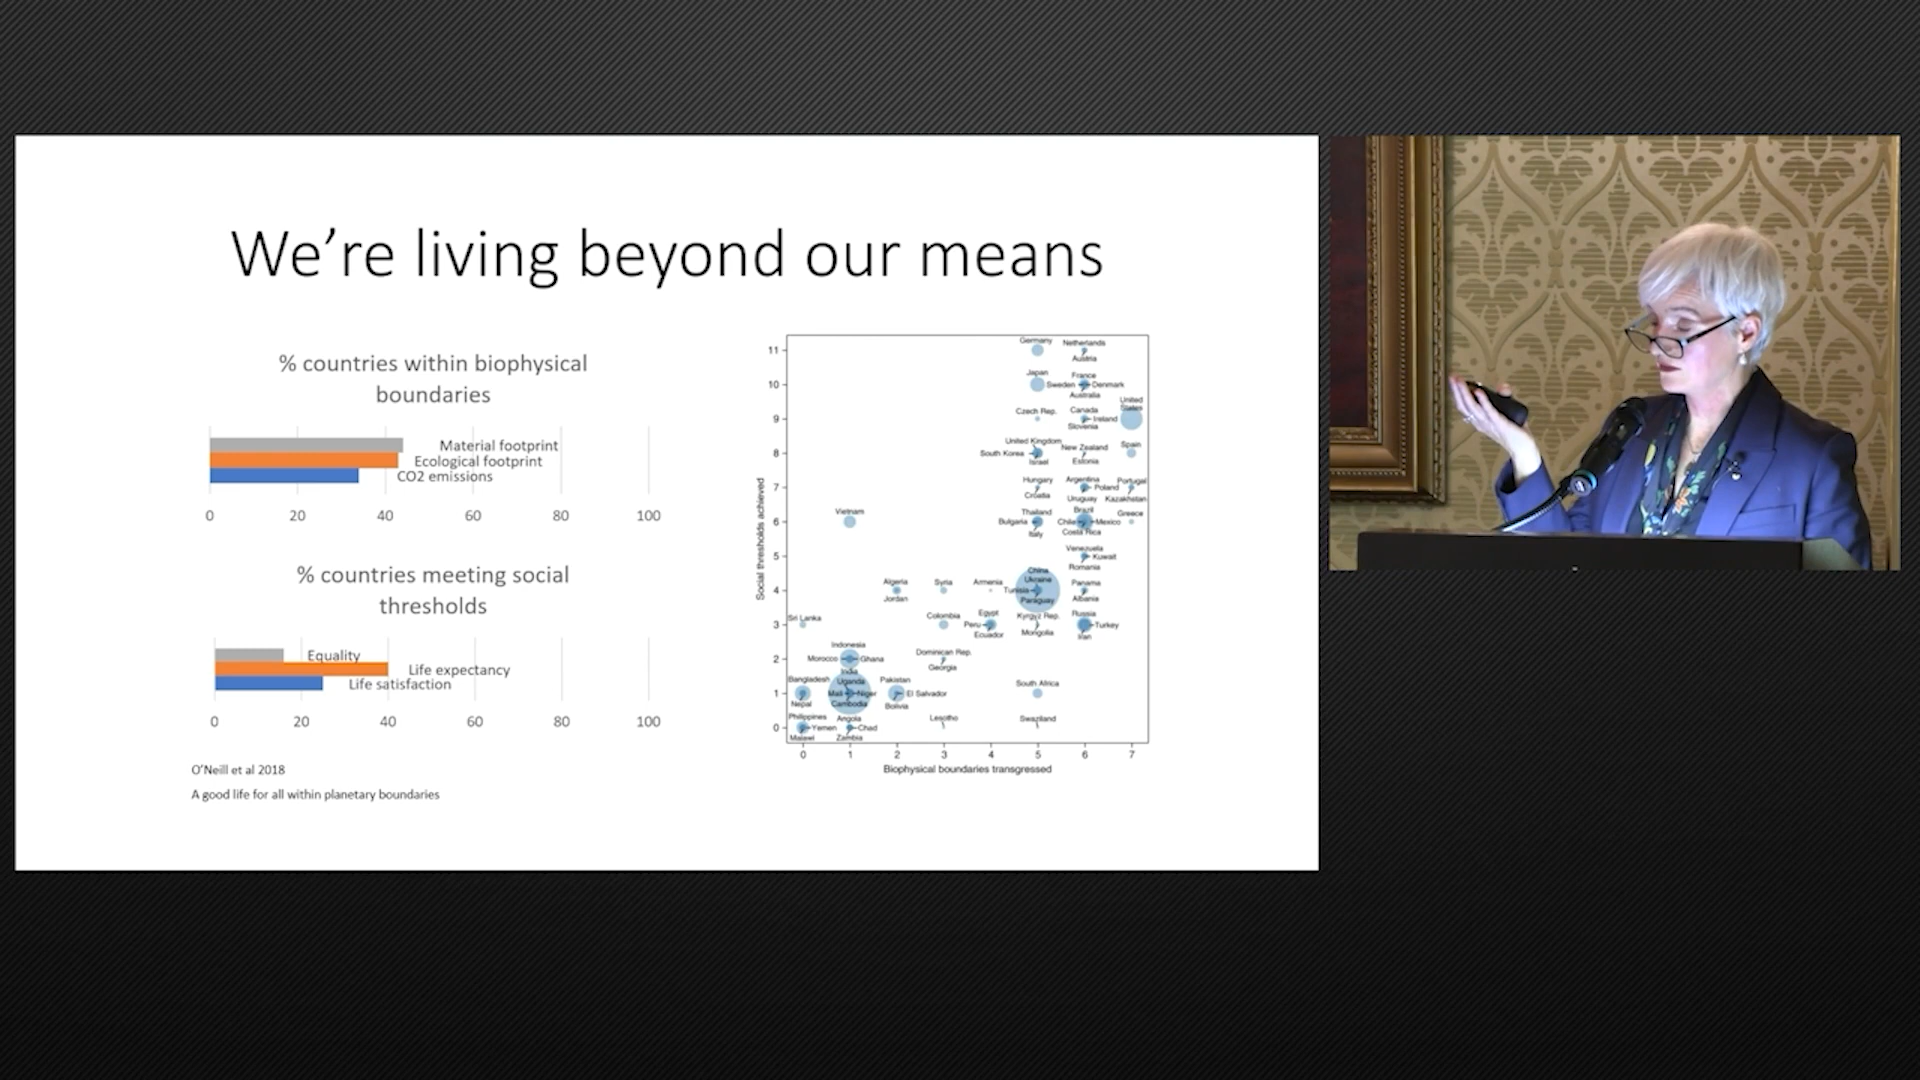 We're living beyond our means
% countries within biophysical
boundaries
Material footprint
Ecological footprint
CO2 emissions
0 20 40 60 80 100
% countries meeting social
thresholds
Equality
Life expectancy
Life satisfaction
0 20 40 60 80 100
O'Neill et al 2018
A good life for all within planetary boundaries
Social thresholds achieved
11
10
9
8
7
6
5
4
3
2
1
0
Germany Netherlands
Austria
Japan France
Sweden Denmark
Australia
United
States
Czech Rep. Canada
Ireland
Slovenia
United Kingdom New Zealand Spain
South Korea
Israel Estonia
Hungary Argentina Portugal
Poland
Croatia Uruguay Kazakhstan
Vietnam Thailand Brazil Greece
Bulgaria Chile Mexico
Italy Costa Rica
Venezuela
Kuwait
Romania
China
Algeria Syria Armenia Ukraine Panama
Tunisia
Jordan Paraguay Albania
Sri Lanka Colombia Egypt Kyrgyz Rep. Russia
Peru Turkey
Ecuador Mongolia Iran
Indonesia Dominican Rep.
Morocco Ghana
Georgia
India
Bangladesh Uganda Pakistan South Africa
Mali Niger El Salvador
Nepal Cambodia Bolivia
Philippines Angola Lesotho Swaziland
Yemen Chad
Malawi Zambia
0 1 2 3 4 5 6 7
Biophysical boundaries transgressed